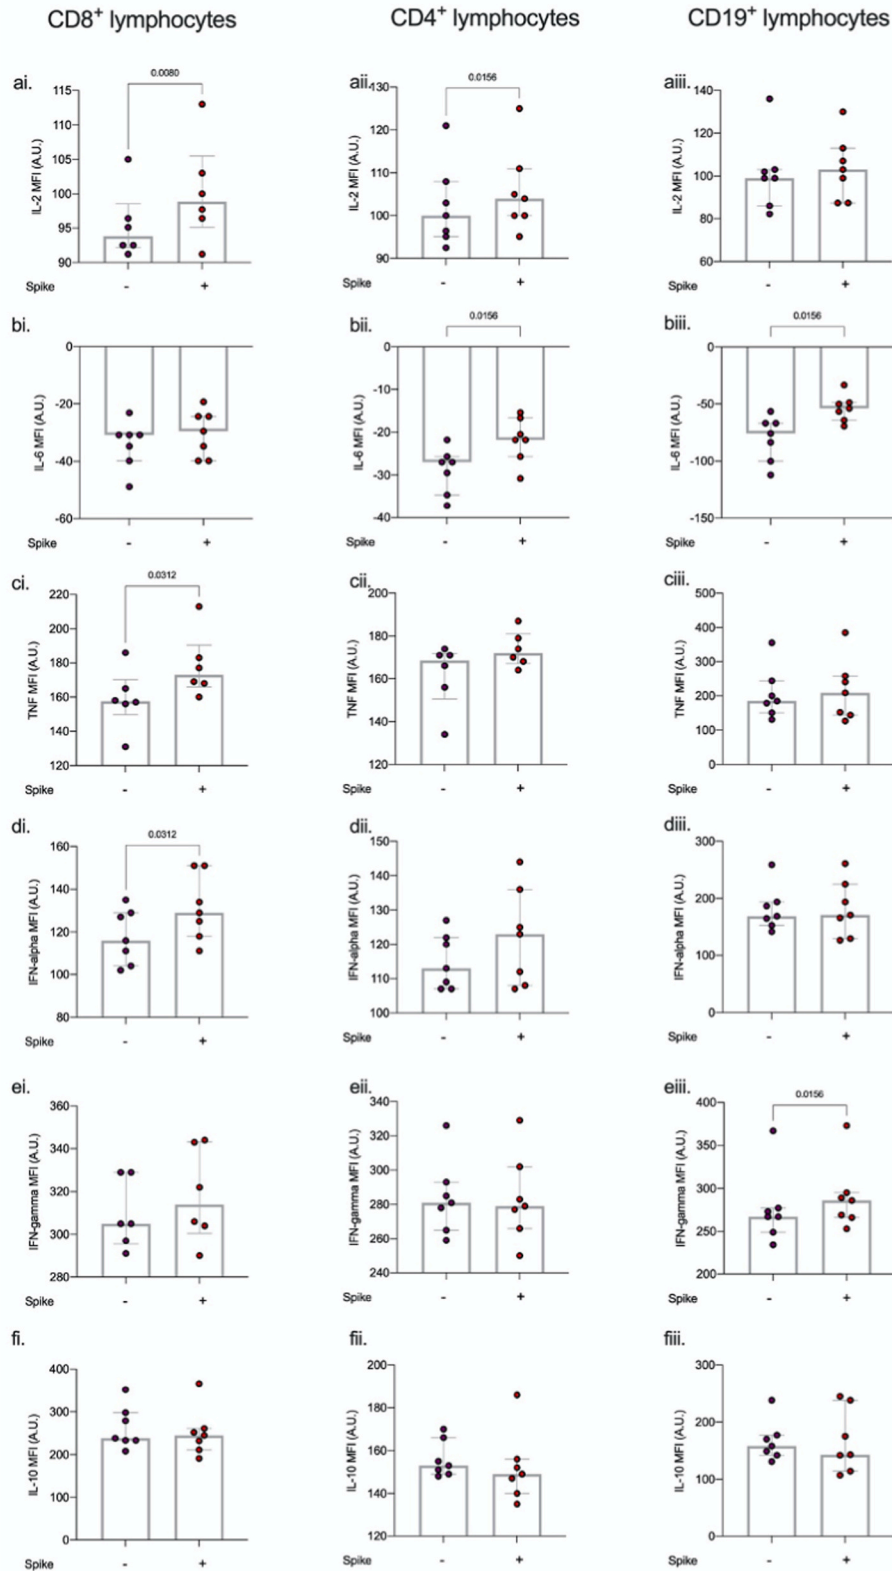 CD8+ lymphocytes CD4+ lymphocytes CD19+ lymphocytes
ai. aii. aiii.
0.0080 0.0156
IL-2 MFI (A.U.) IL-2 MFI (A.U.) IL-2 MFI (A.U.)
115 130 140
110 120 120
105 110 100
100 100 80
95 90 60
90
Spike - + Spike - + Spike - +
bi. bii. biii.
0.0156 0.0156
IL-6 MFI (A.U.) IL-6 MFI (A.U.) IL-6 MFI (A.U.)
0 0 0
-20 -10 -50
-40 -20 -100
-60 -30 -150
-40
Spike - + Spike - + Spike - +
ci. cii. ciii.
0.0312
TNF MFI (A.U.) TNF MFI (A.U.) TNF MFI (A.U.)
220 200 500
200 180 400
180 160 300
160 140 200
140 120 100
120 0
Spike - + Spike - + Spike - +
di. dii. diii.
0.0312
IFN-alpha MFI (A.U.) IFN-alpha MFI (A.U.) IFN-alpha MFI (A.U.)
160 150 300
140 140 200
120 130 100
100 120 0
80 110
100
Spike - + Spike - + Spike - +
ei. eii. eiii.
0.0156
IFN-gamma MFI (A.U.) IFN-gamma MFI (A.U.) IFN-gamma MFI (A.U.)
360 340 400
340 320 350
320 300 300
300 280 250
280 260 200
240
Spike - + Spike - + Spike - +
fi. fii. fiii.
IL-10 MFI (A.U.) IL-10 MFI (A.U.) IL-10 MFI (A.U.)
400 200 300
300 180 200
200 160 100
100 140 0
0 120
Spike - + Spike - + Spike - +